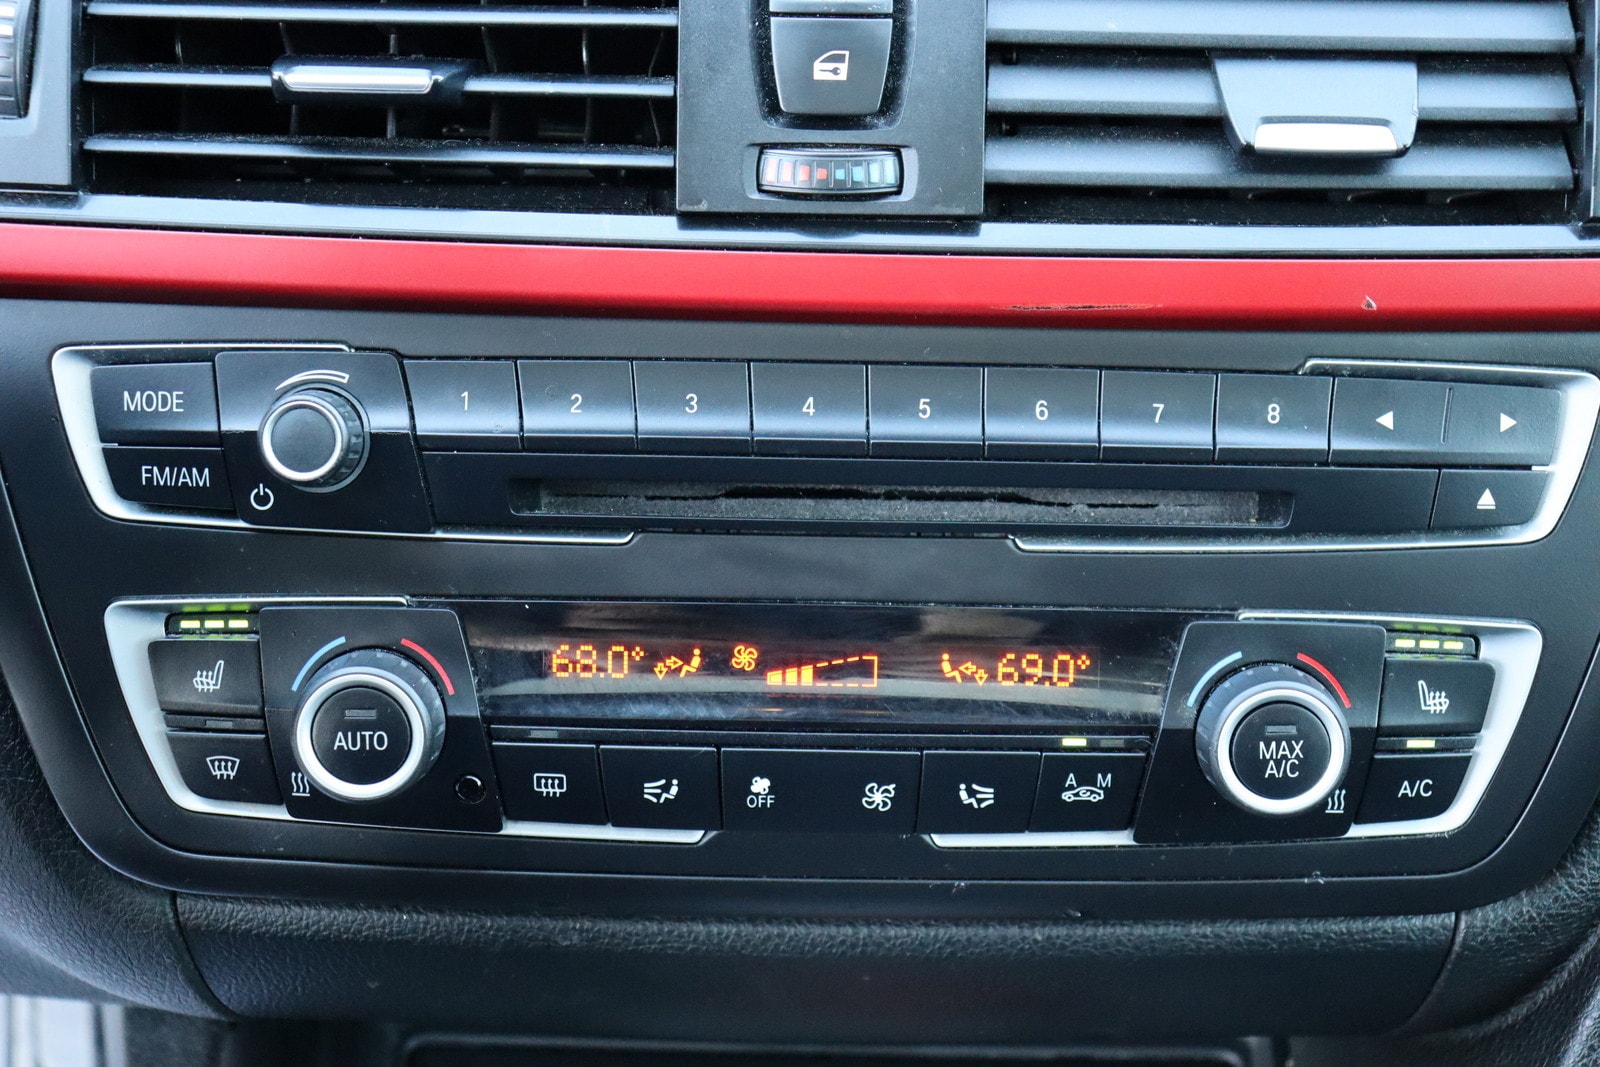 MODE
1 2 3 4 5 6 7 8
FM/AM
68.0° 69.0°
AUTO
MAX
A/C
OFF
A M
A/C